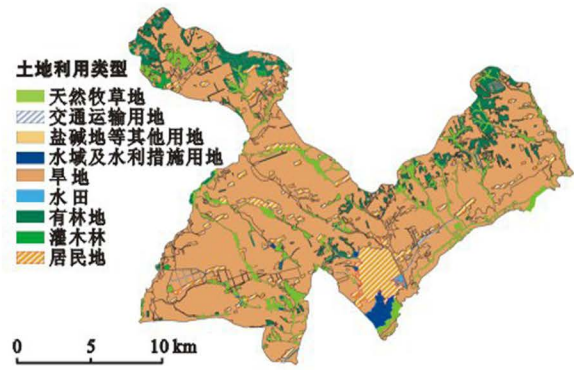 土地利用类型
天然牧草地
交通运输用地
盐碱地等其他用地
水域及水利措施用地
旱地
水田
有林地
灌木林
居民地
0 5 10 km